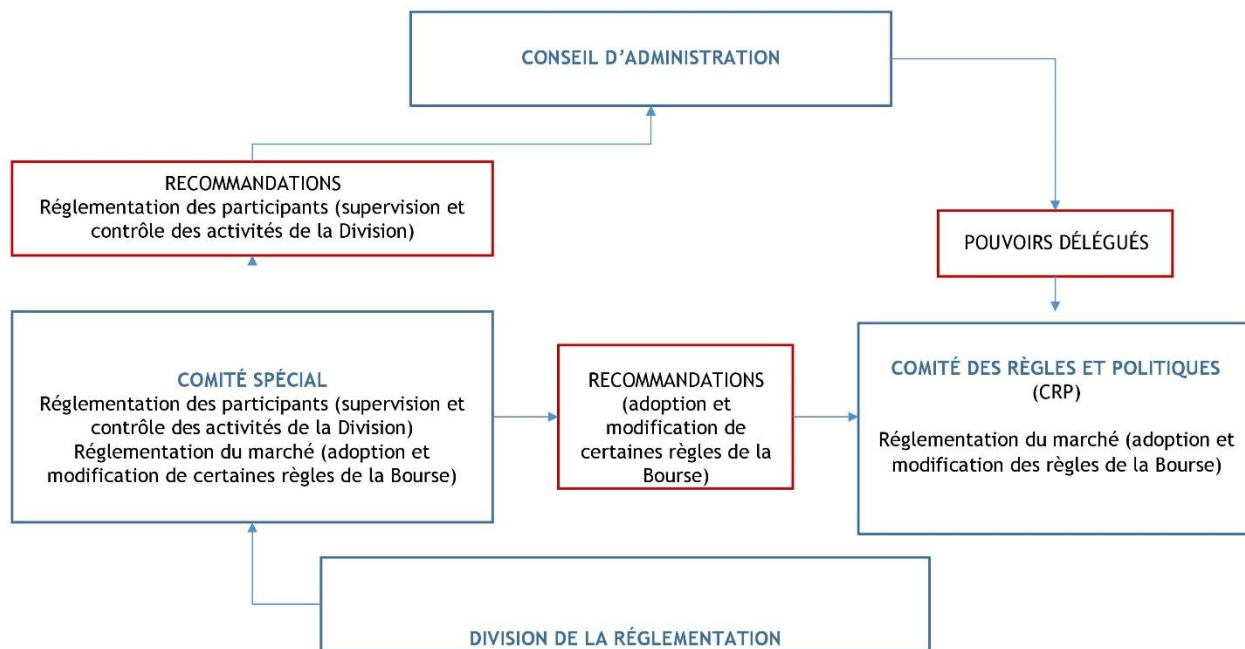 CONSEIL D’ADMINISTRATION
RECOMMANDATIONS
Réglementation des participants (supervision et
contrôle des activités de la Division)
POUVOIRS DÉLÉGUÉS
COMITÉ SPÉCIAL
Réglementation des participants (supervision et
contrôle des activités de la Division)
Réglementation du marché (adoption et
modification de certaines règles de la Bourse)
RECOMMANDATIONS
(adoption et
modification de
certaines règles de la
Bourse)
COMITÉ DES RÈGLES ET POLITIQUES
(CRP)
Réglementation du marché (adoption et
modification des règles de la Bourse)
DIVISION DE LA RÉGLEMENTATION